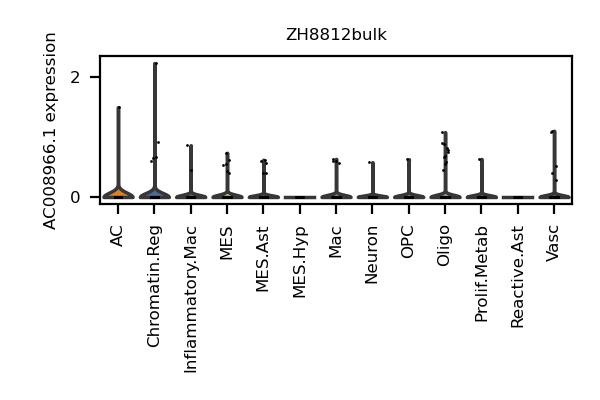 ZH8812bulk
AC008966.1 expression
2
0
AC
Chromatin.Reg
Inflammatory.Mac
MES
MES.Ast
MES.Hyp
Mac
Neuron
OPC
Oligo
Prolif.Metab
Reactive.Ast
Vasc